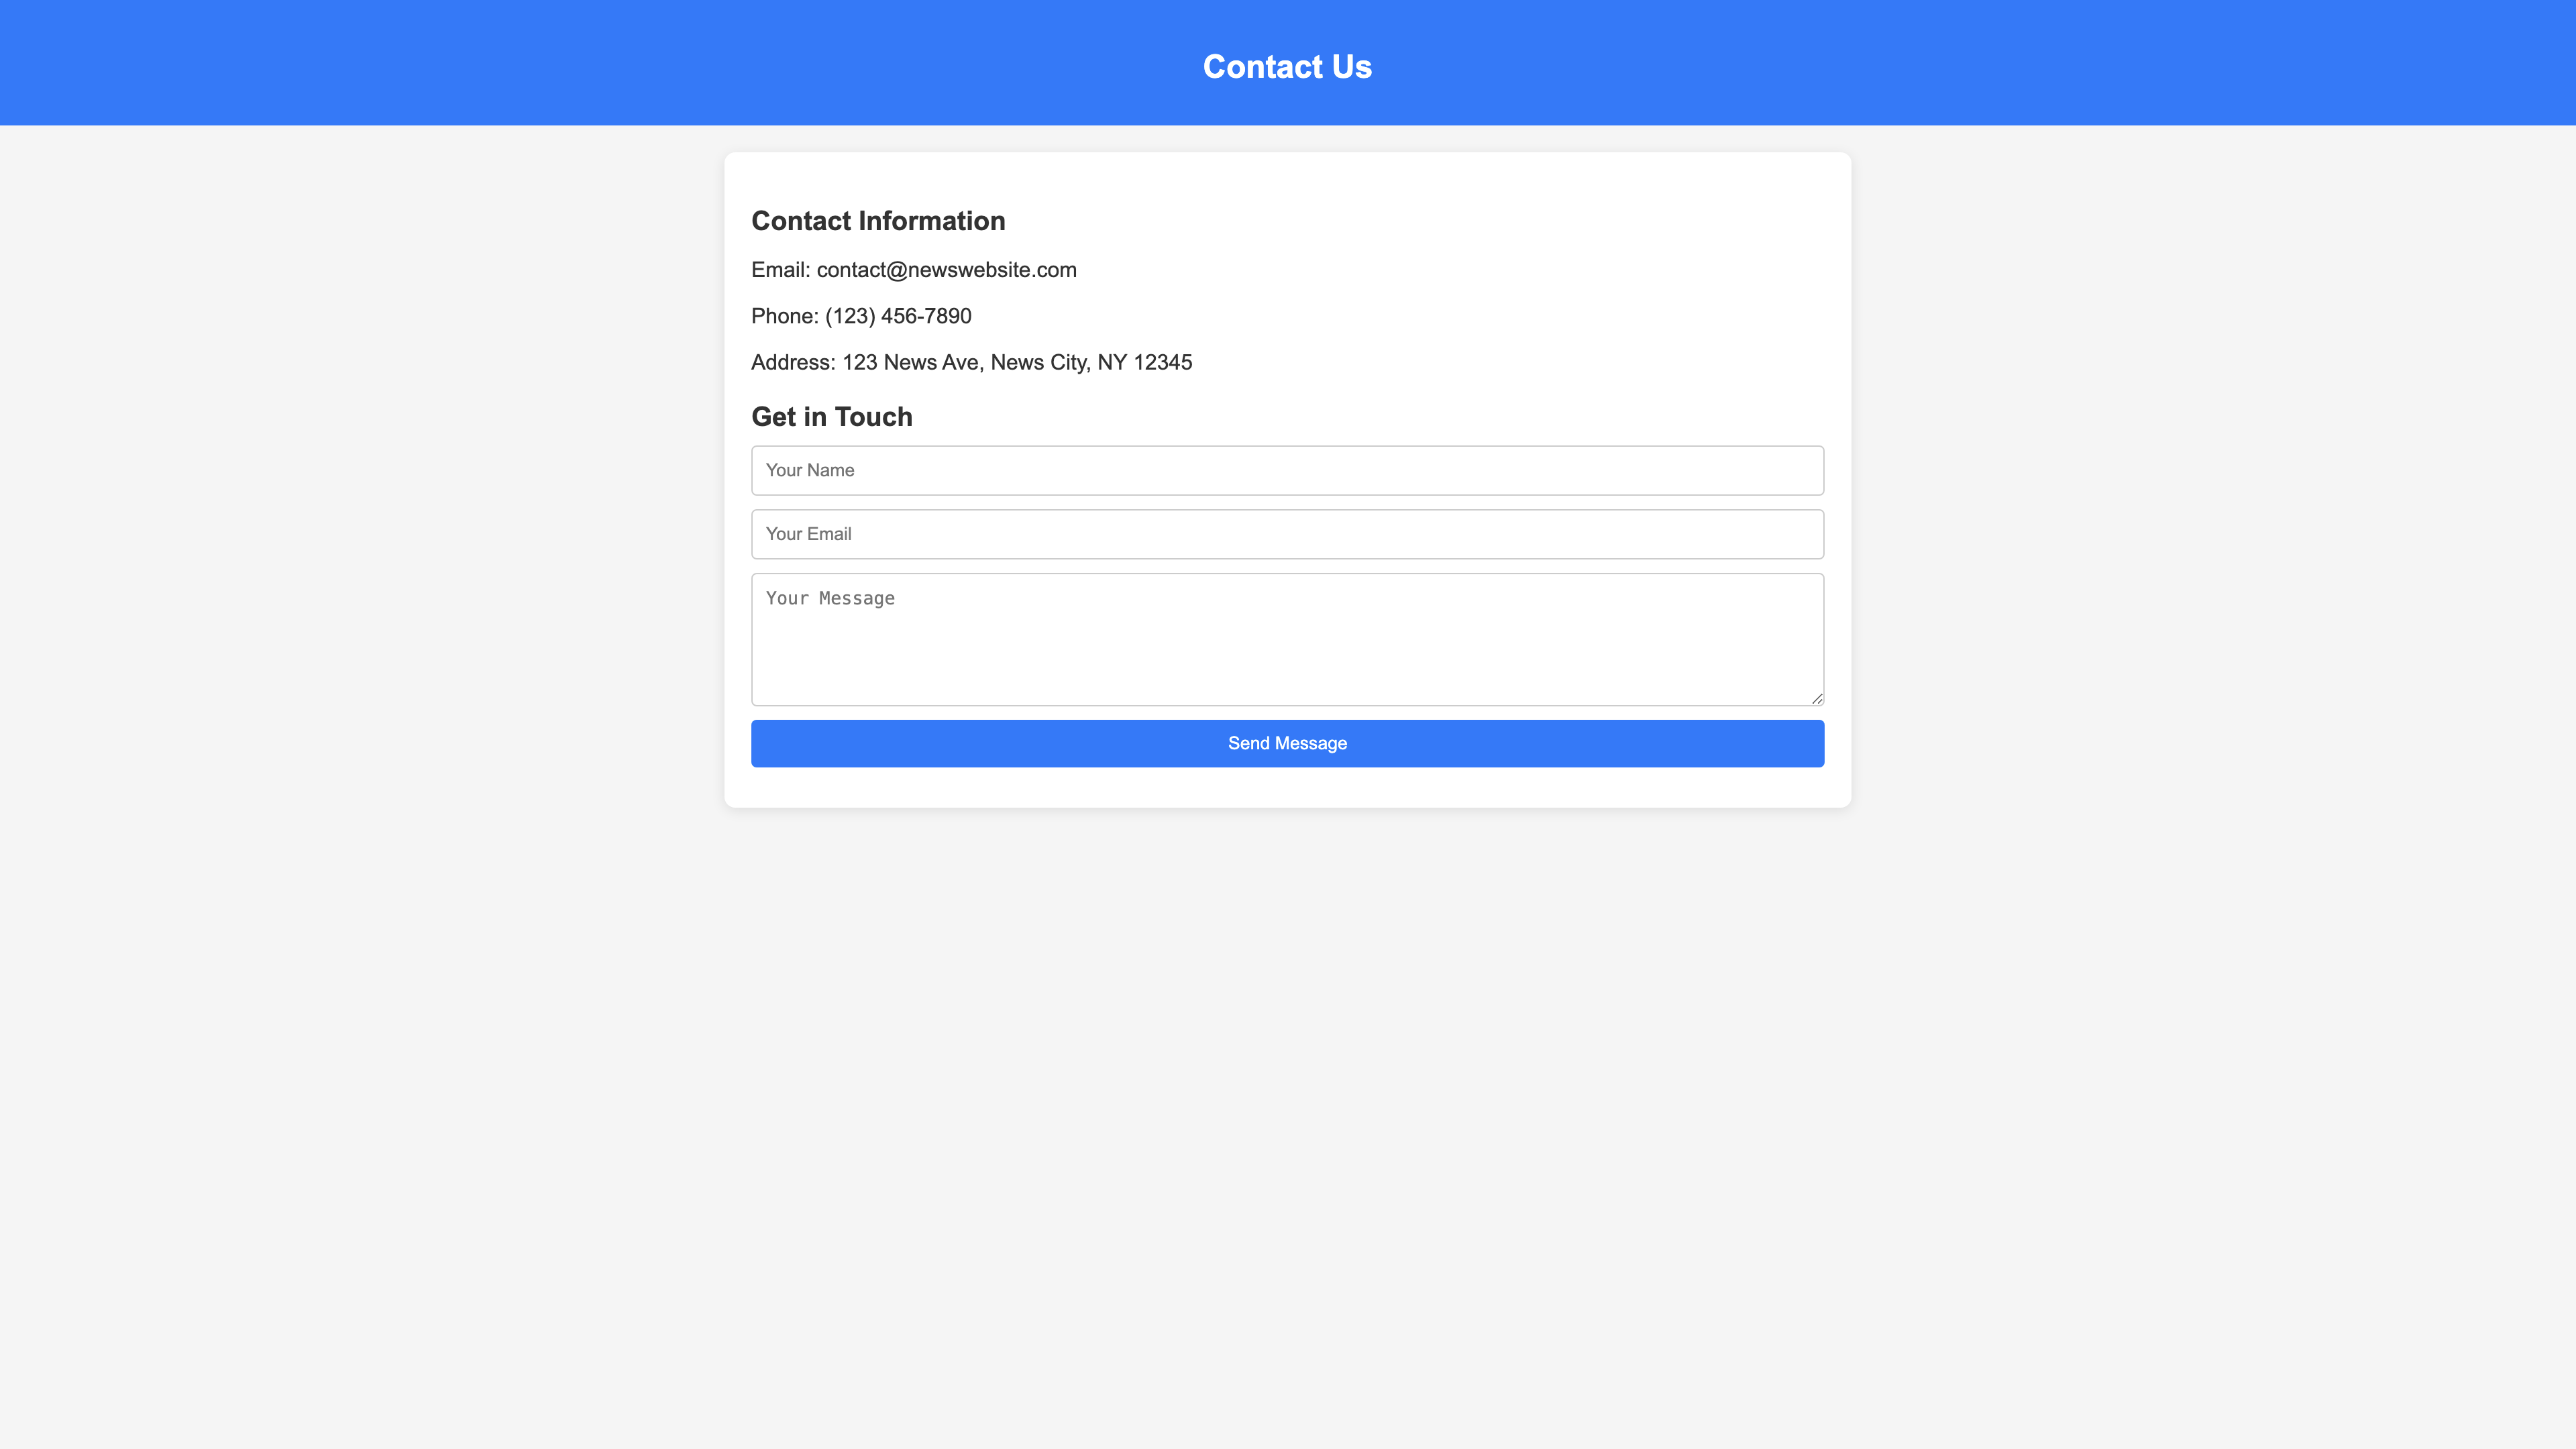 Contact Us
Contact Information
Email: contact@newswebsite.com
Phone: (123) 456-7890
Address: 123 News Ave, News City, NY 12345
Get in Touch
Your Name
Your Email
Your Message
Send Message